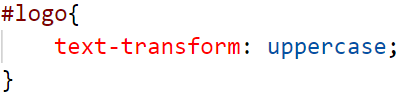 #logo{
    text-transform: uppercase;
}